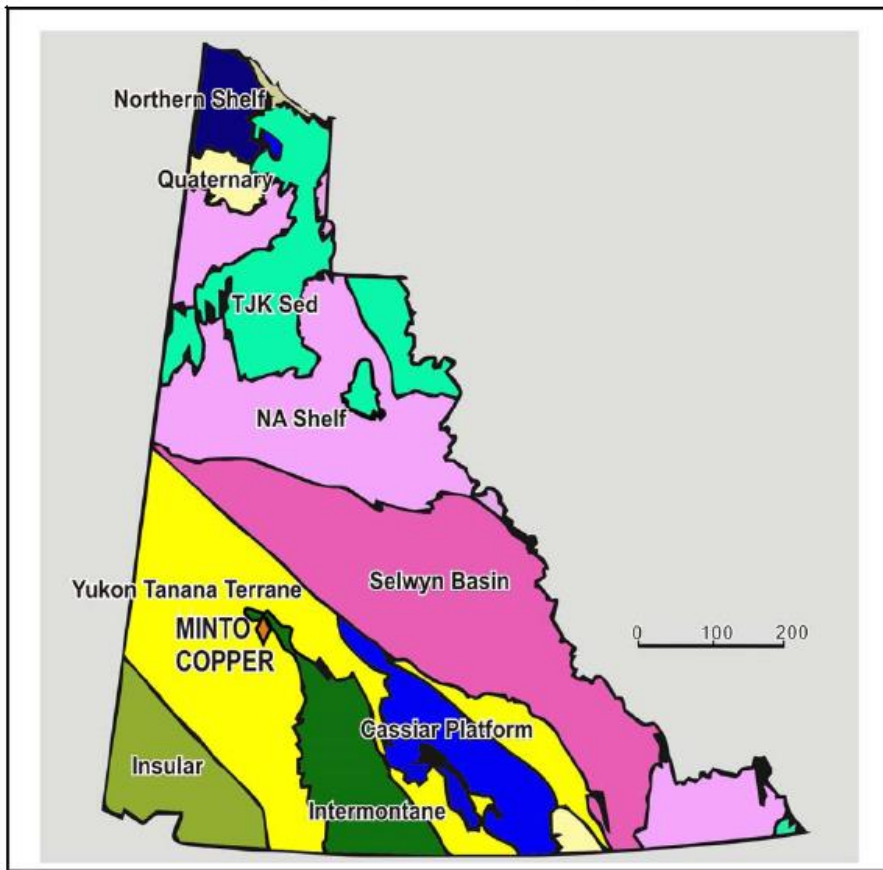 Northern Shelf
Quaternary
TJK Sed
NA Shelf
Selwyn Basin
Yukon Tanana Terrane
MINTO
COPPER
0 100 200
Cassiar Platform
Insular
Intermontane